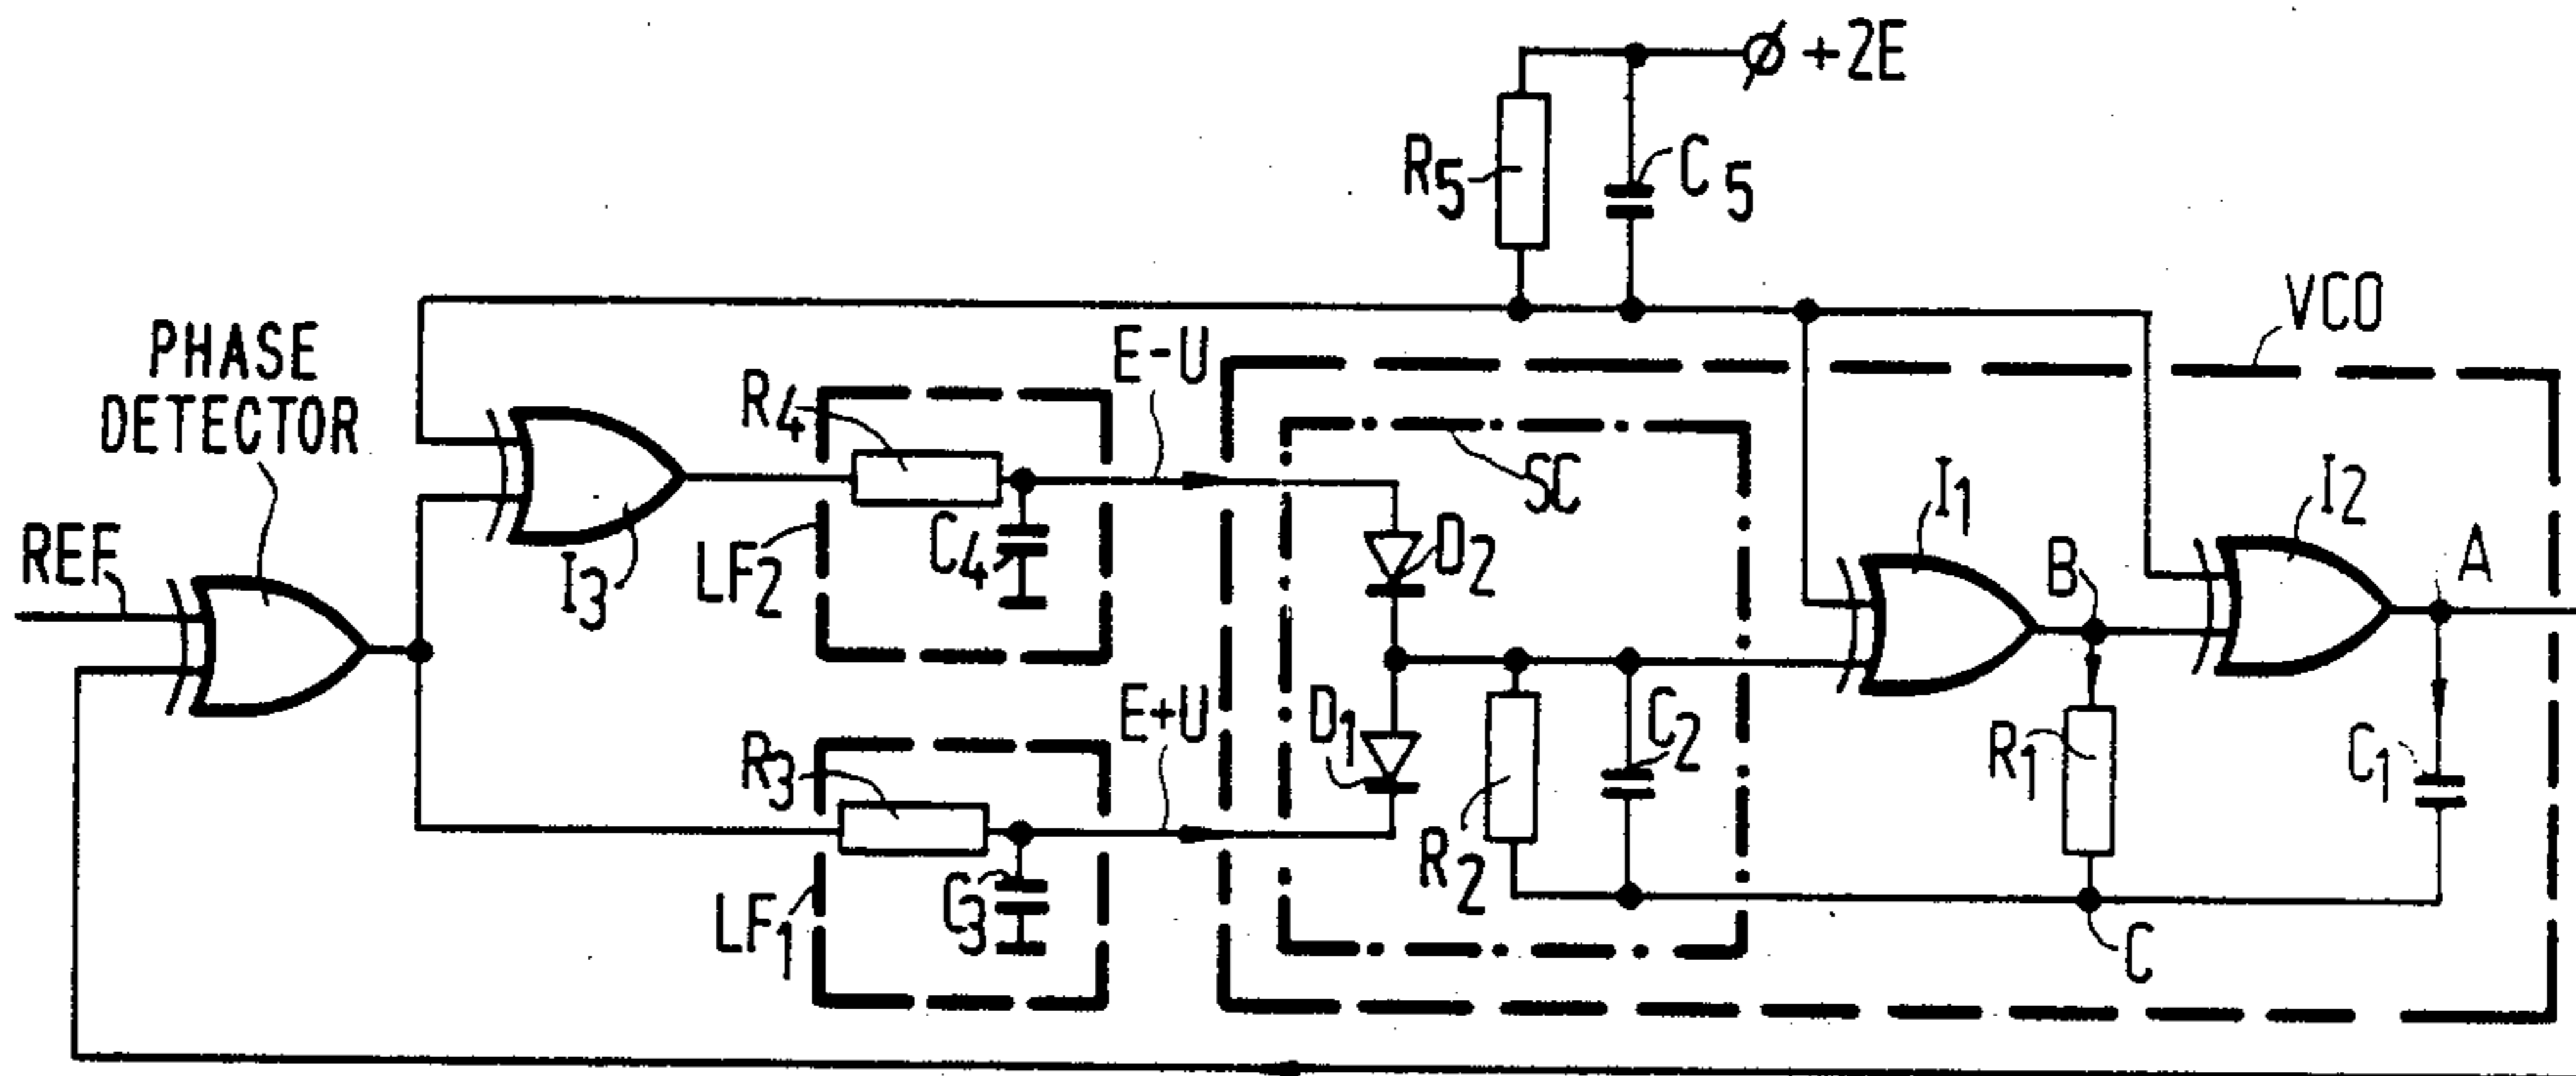 +2E
R5
C5
VCO
PHASE
DETECTOR
E-U
R4
SC
I1
I2
REF
I3
LF2
C4
D2
B
A
E+U
R3
D1
C2
R1
C1
R2
LF1
C3
C